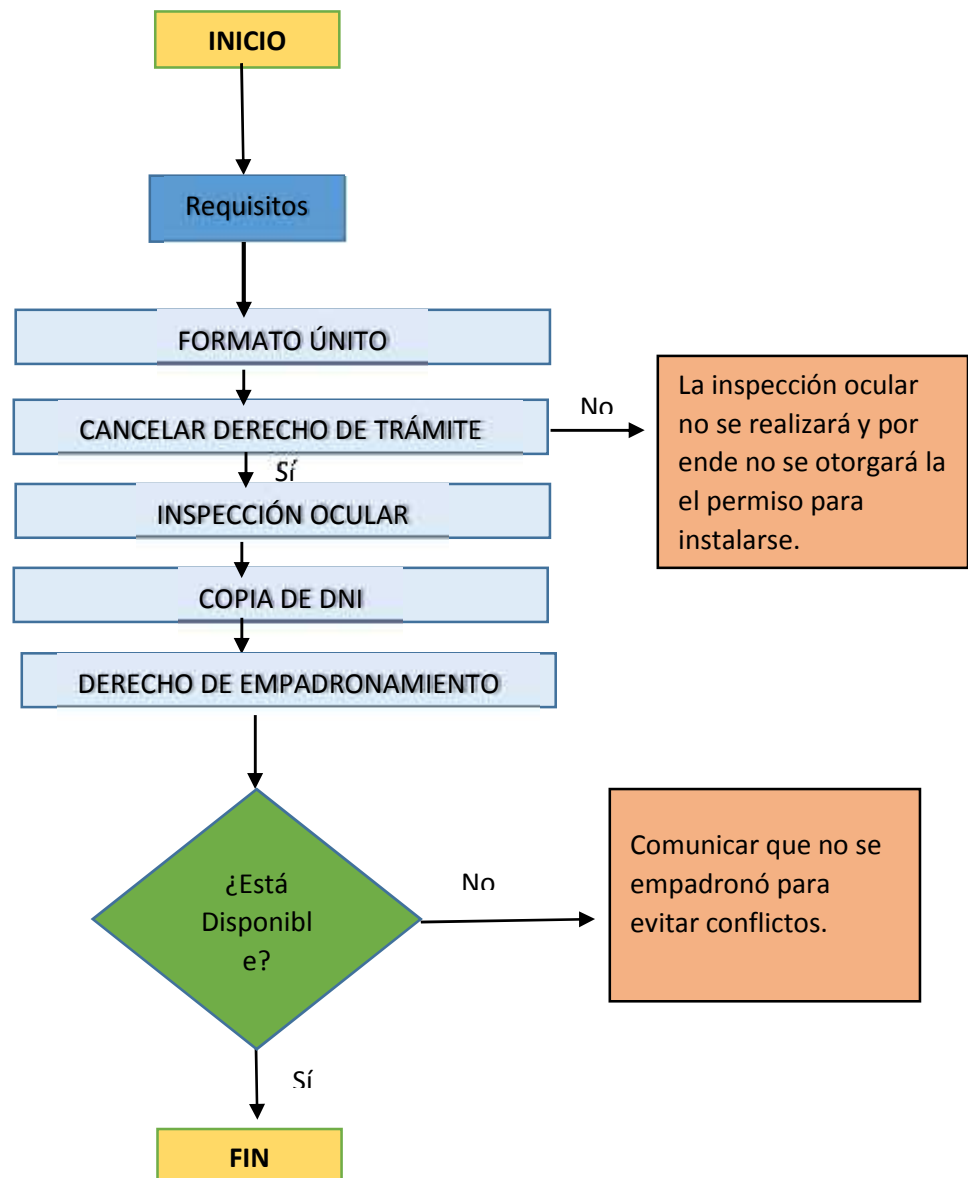 INICIO
Requisitos
FORMATO ÚNITO
CANCELAR DERECHO DE TRÁMITE
No
La inspección ocular
no se realizará y por
ende no se otorgará la
el permiso para
instalarse.
Sí
INSPECCIÓN OCULAR
COPIA DE DNI
DERECHO DE EMPADRONAMIENTO
¿Está
Disponibl
e?
No
Comunicar que no se
empadronó para
evitar conflictos.
Sí
FIN